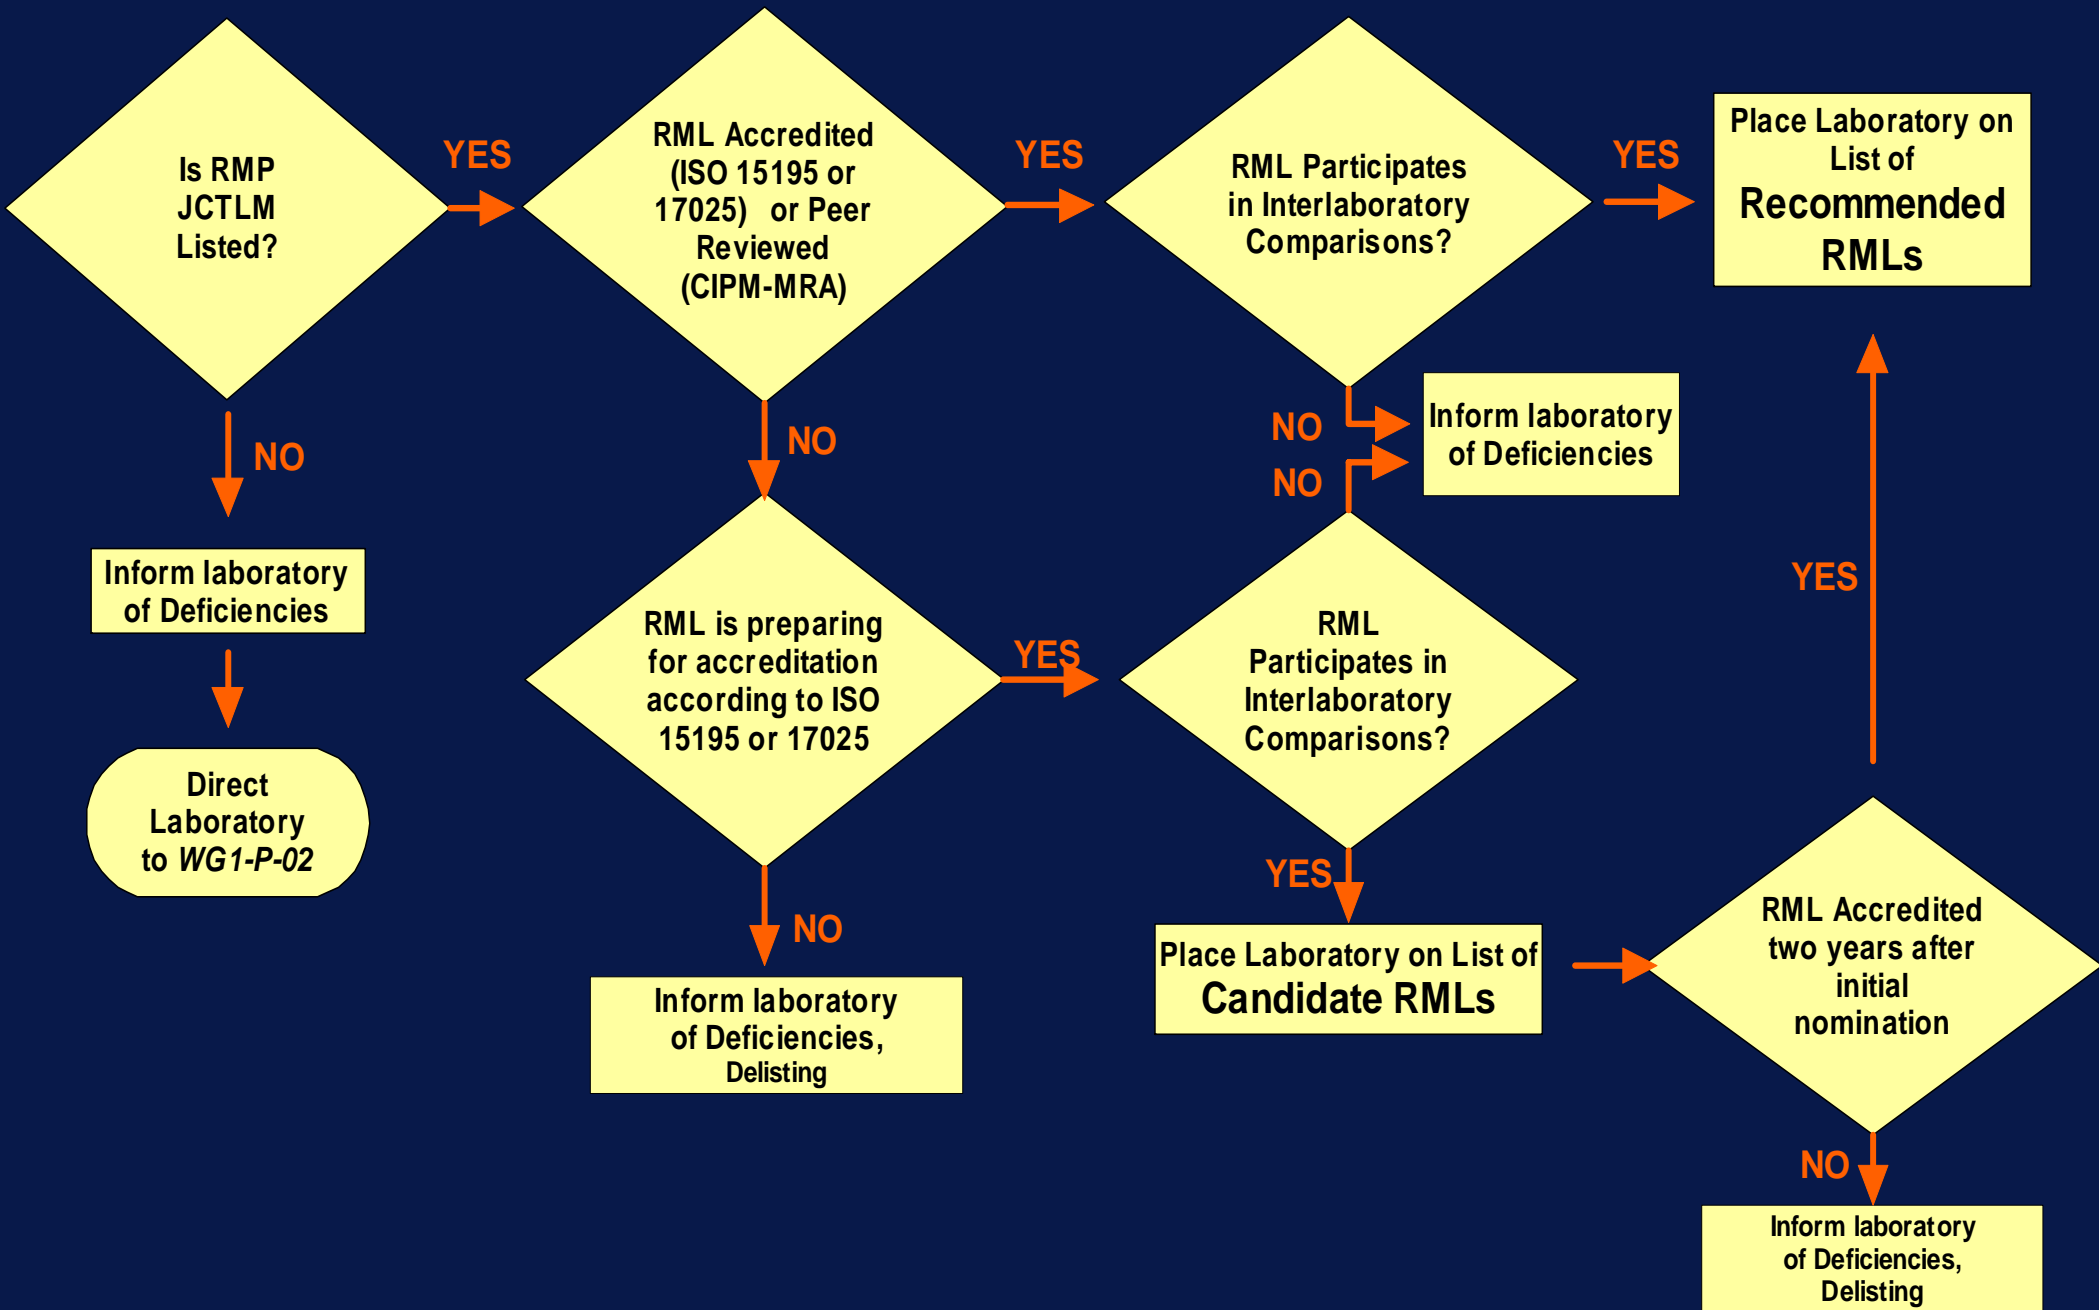 Is RMP
JCTLM
Listed?
YES
RML Accredited
(ISO 15195 or
17025) or Peer
Reviewed
(CIPM-MRA)
YES
RML Participates
in Interlaboratory
Comparisons?
YES
Place Laboratory on
List of
Recommended
RMLs
NO
Inform laboratory
of Deficiencies
Direct
Laboratory
to WG1-P-02
NO
RML is preparing
for accreditation
according to ISO
15195 or 17025
YES
NO
NO
Inform laboratory
of Deficiencies
RML
Participates in
Interlaboratory
Comparisons?
YES
NO
Inform laboratory
of Deficiencies,
Delisting
YES
Place Laboratory on List of
Candidate RMLs
RML Accredited
two years after
initial
nomination
NO
Inform laboratory
of Deficiencies,
Delisting